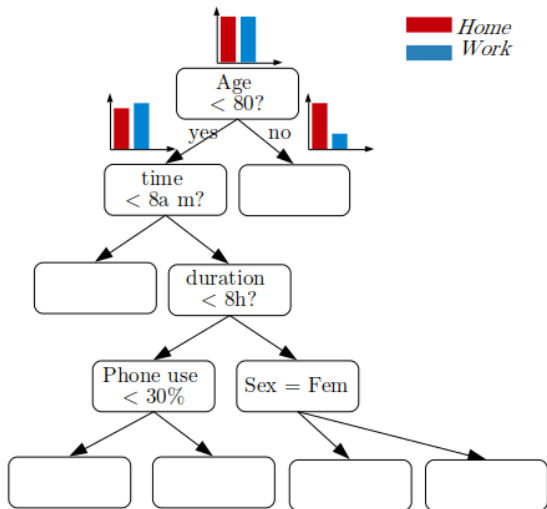 Home
Work
Age
< 80?
yes
no
time
< 8a m?
duration
< 8h?
Phone use
< 30%
Sex = Fem